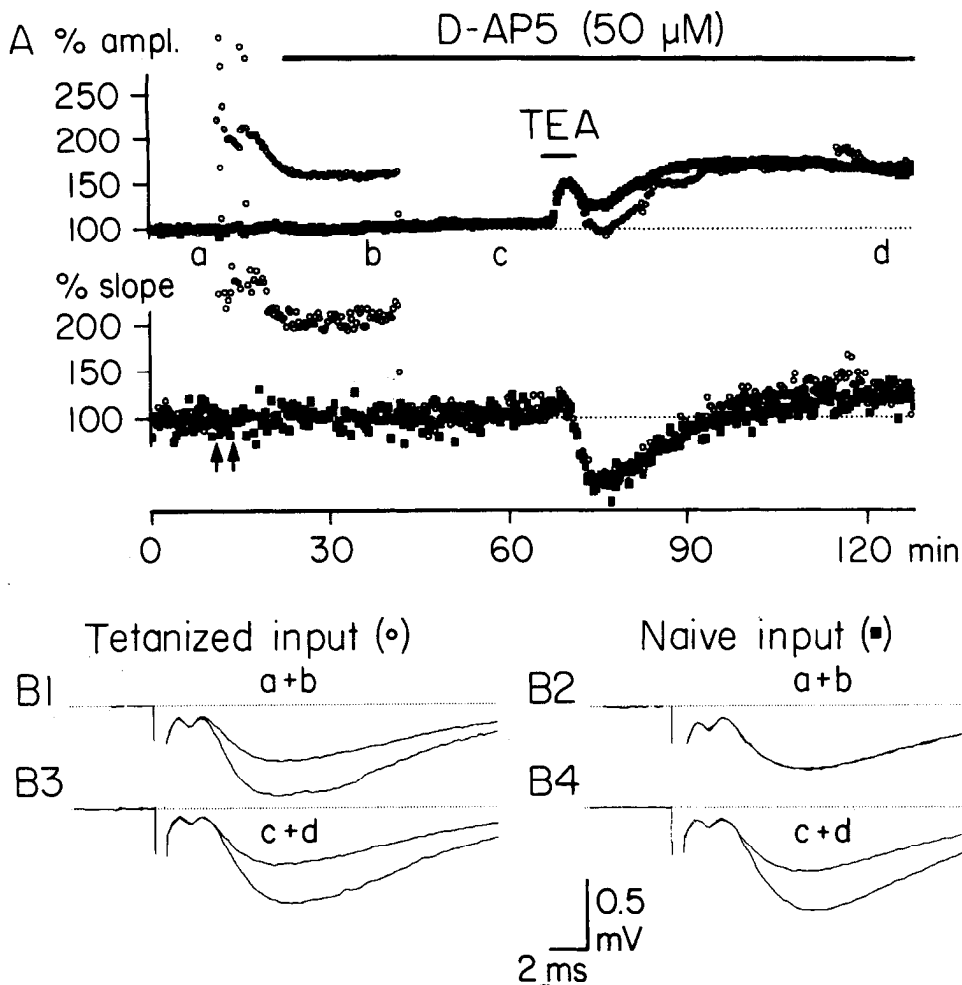 A % ampl.
D-AP5 (50 µM)
250
200
150
100
TEA
a
b
c
d
% slope
200
150
100
0
30
60
90
120 min
Tetanized input (o)
Naive input (■)
B1
a+b
B2
a+b
B3
c+d
B4
c+d
0.5
mV
2 ms